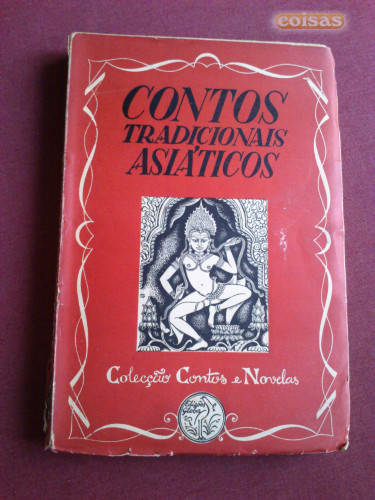 coisas
CONTOS
TRADICIONAIS
ASIÁTICOS
Colecção Contos e Novelas